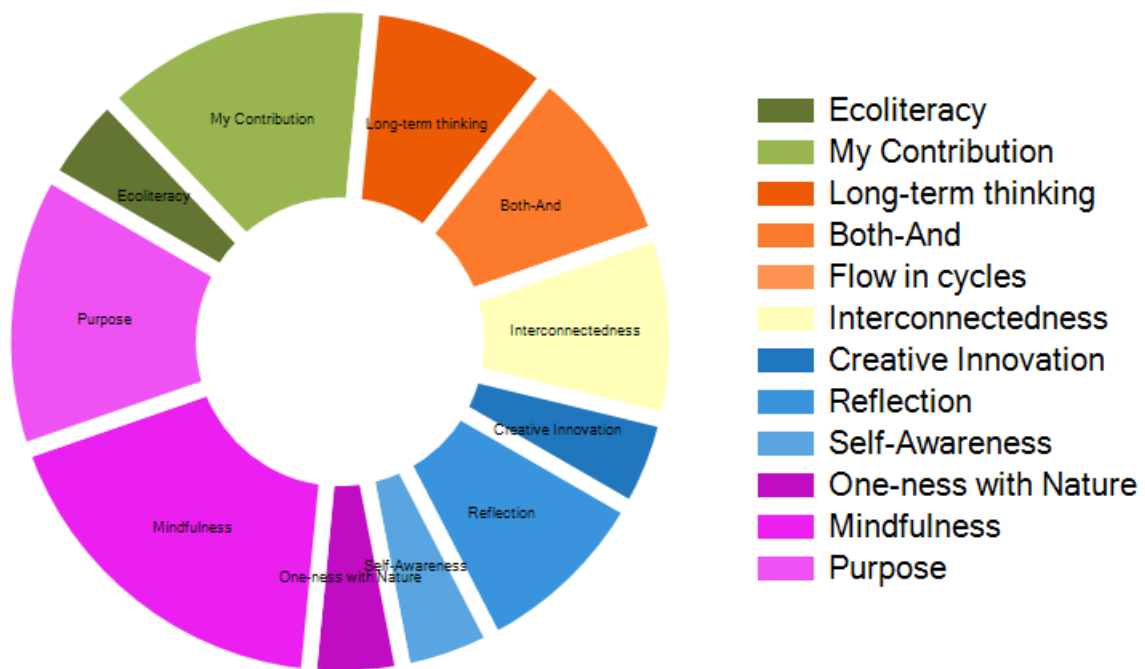 My Contribution
Long-term thinking
Ecoliteracy
Both-And
Purpose
Interconnectedness
Creative Innovation
Mindfulness
Reflection
Self-Awareness
One-ness with Nature
Ecoliteracy
My Contribution
Long-term thinking
Both-And
Flow in cycles
Interconnectedness
Creative Innovation
Reflection
Self-Awareness
One-ness with Nature
Mindfulness
Purpose